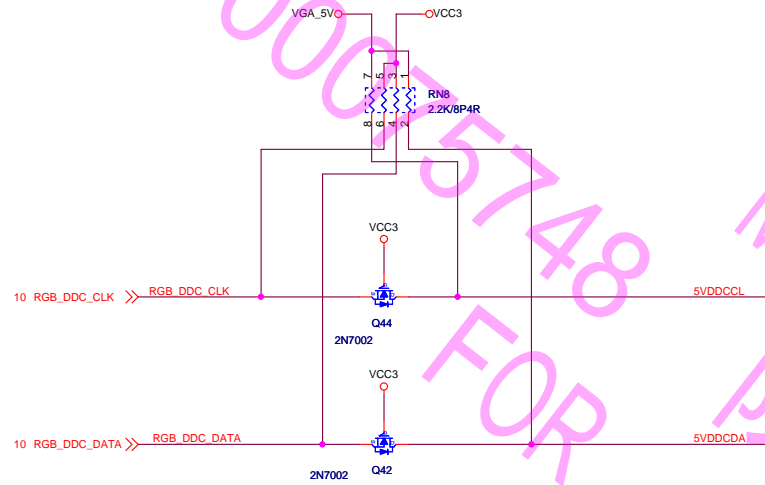 VGA_5V
VCC3
7 5 3 1
RN8
2.2K/8P4R
8 6 4 2
VCC3
10 RGB_DDC_CLK
RGB_DDC_CLK
5VDDCCL
Q44
2N7002
VCC3
10 RGB_DDC_DATA
RGB_DDC_DATA
5VDDCDA
2N7002
Q42
00075748
FOR